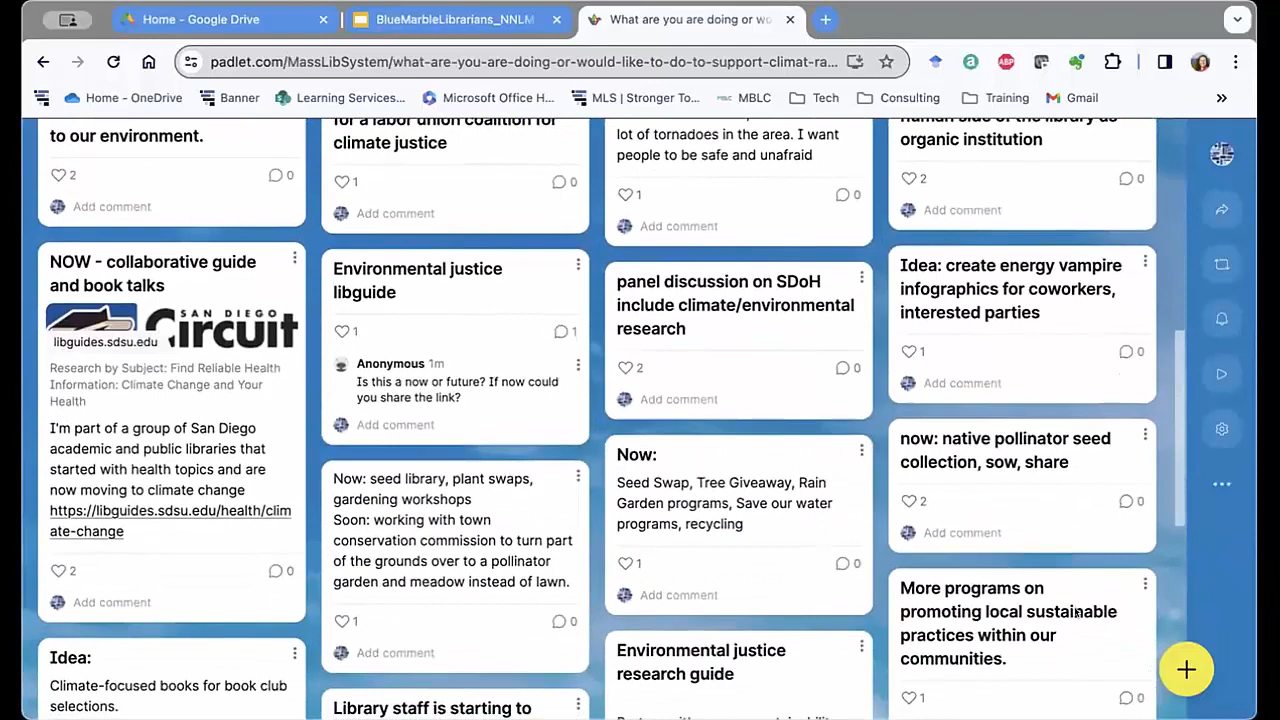 Home - Google Drive
BlueMarbleLibrarians_NNLM
What are you are doing or wo
padlet.com/MassLibSystem/what-are-you-are-doing-or-would-like-to-do-to-support-climat-ra...
ABP
Home - OneDrive
Banner
Learning Services...
Microsoft Office H...
MLS | Stronger To...
MBLC
Tech
Consulting
Training
Gmail
»
to our environment.
2
0
Add comment
NOW - collaborative guide
and book talks
SAN DIEGO
Circuit
libguides.sdsu.edu
Research by Subject: Find Reliable Health
Information: Climate Change and Your
Health
I'm part of a group of San Diego
academic and public libraries that
started with health topics and are
now moving to climate change
https://libguides.sdsu.edu/health/clim
ate-change
2
0
Add comment
Idea:
Climate-focused books for book club
selections.
for a labor union coalition for
climate justice
1
0
Add comment
Environmental justice
libguide
1
1
Anonymous 1m
Is this a now or future? If now could
you share the link?
Add comment
Now: seed library, plant swaps,
gardening workshops
Soon: working with town
conservation commission to turn part
of the grounds over to a pollinator
garden and meadow instead of lawn.
1
0
Add comment
Library staff is starting to
lot of tornadoes in the area. I want
people to be safe and unafraid
1
0
Add comment
panel discussion on SDoH
include climate/environmental
research
2
0
Add comment
Now:
Seed Swap, Tree Giveaway, Rain
Garden programs, Save our water
programs, recycling
1
0
Add comment
Environmental justice
research guide
human side of the library as
organic institution
2
0
Add comment
Idea: create energy vampire
infographics for coworkers,
interested parties
1
0
Add comment
now: native pollinator seed
collection, sow, share
2
0
Add comment
More programs on
promoting local sustainable
practices within our
communities.
1
0